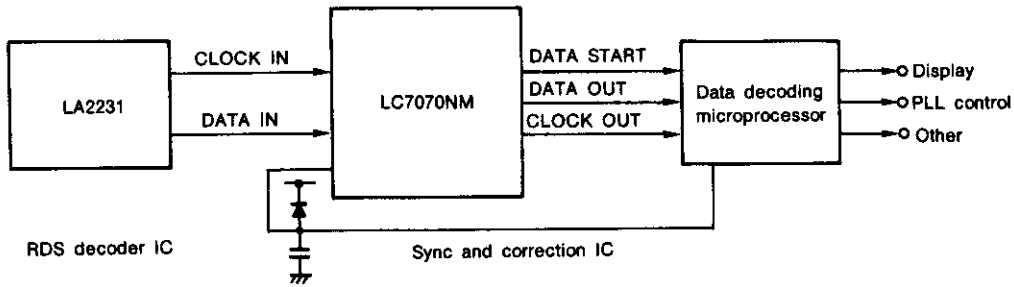 LA2231
CLOCK IN
DATA IN
LC7070NM
DATA START
DATA OUT
CLOCK OUT
Data decoding
microprocessor
Display
PLL control
Other
RDS decoder IC
Sync and correction IC